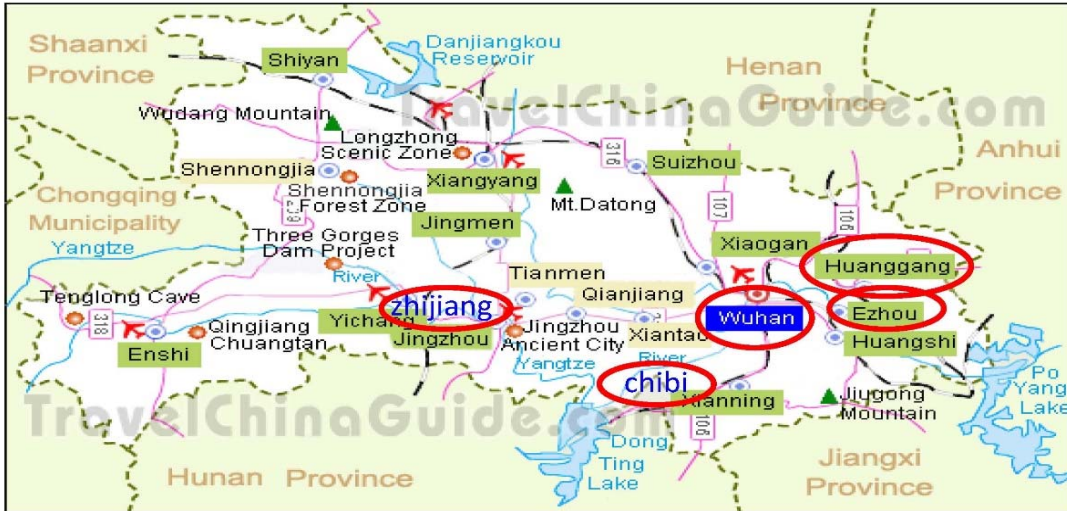 Shaanxi
Province
Shiyan
Danjiangkou
Reservoir
Henan
Province
TravelChinaGuide.com
Wudang Mountain
Longzhong
Scenic Zone
316
Suizhou
Anhui
Province
Shennongjia
Xiangyang
Chongqing
Municipality
Shennongjia
Forest Zone
Mt.Datong
107
106
Jingmen
Xiaogan
Yangtze
Three Gorges
Dam Project
River
Huanggang
Tianmen
Qianjiang
Tenglong Cave
zhijiang
Wuhan
Ezhou
318
Qingjiang
Chuangtan
Yichang
Jingzhou
Jingzhou
Ancient City
Xiantao
Huangshi
Enshi
Yangtze
River
chibi
Xianning
Jiugong
Mountain
Po
Yang
Lake
TravelChinaGuide.com
106
Dong
Ting
Lake
Hunan Province
Jiangxi
Province